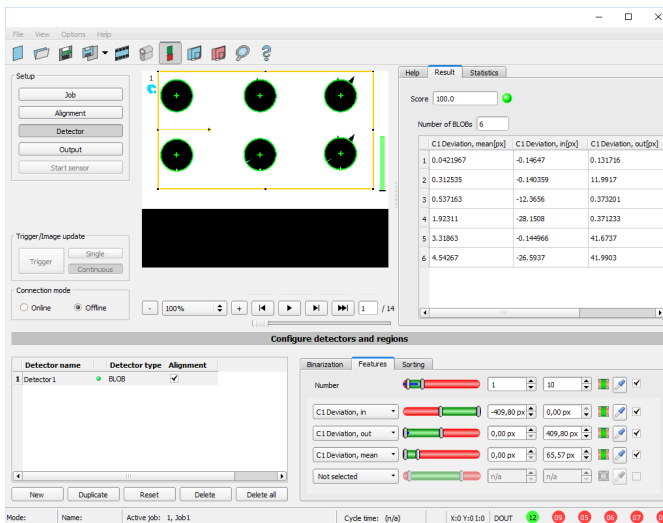 File View Options Help
Setup
Job
Alignment
Detector
Output
Start sensor
1
C
Trigger/Image update
Trigger
Single
Continuous
Connection mode
Online Offline
- 100% + 1 / 14
Help Result Statistics
Score 100.0
Number of BLOBs 6
C1 Deviation, mean[px] C1 Deviation, in[px] C1 Deviation, out[px]
1 0.0421967 -0.14647 0.131716
2 0.312535 -0.140359 11.9917
3 0.537163 -12.3656 0.373201
4 1.92311 -28.1508 0.371233
5 3.31863 -0.144966 41.6737
6 4.54267 -26.5937 41.9903
Configure detectors and regions
Detector name Detector type Alignment
1 Detector1 BLOB
New Duplicate Reset Delete Delete all
Binarization Features Sorting
Number 1 10
C1 Deviation, in -409,80 px 0,00 px
C1 Deviation, out 0,00 px 409,80 px
C1 Deviation, mean 0,00 px 65,57 px
Not selected n/a n/a
Mode: Name: Active job: 1, Job1 Cycle time: (n/a) X:0 Y:0 I:0 DOUT 12 09 05 06 07